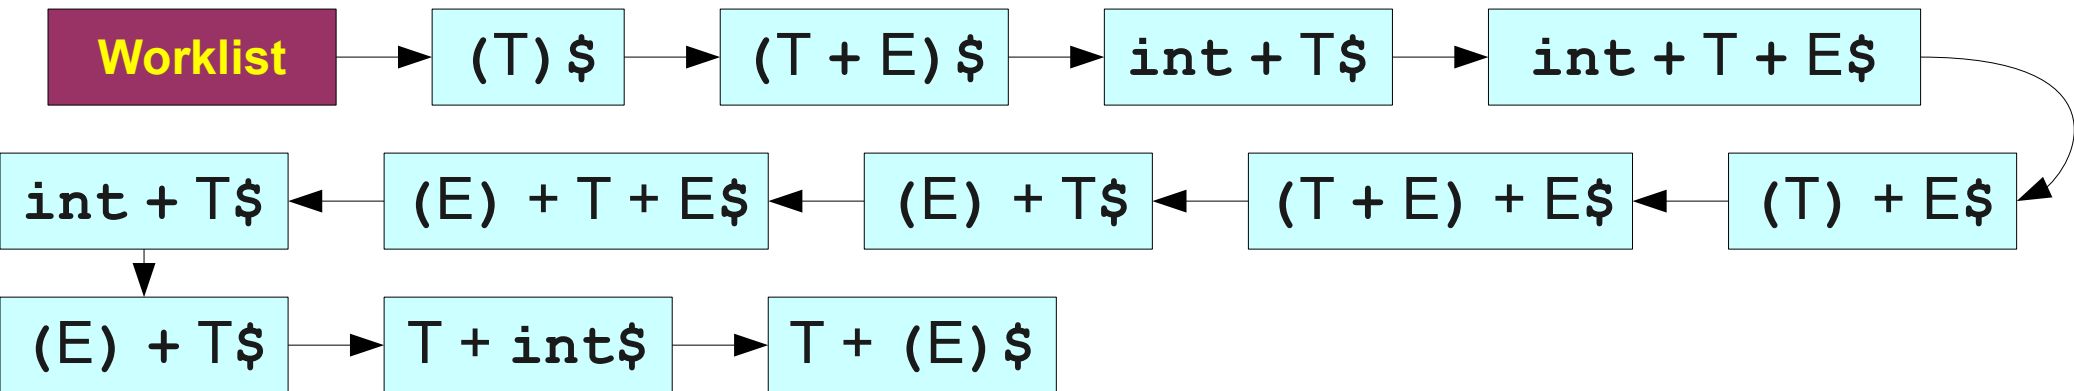 Worklist (T)$ (T + E)$ int + T$ int + T + E$
int + T$ (E) + T + E$ (E) + T$ (T + E) + E$ (T) + E$
(E) + T$ T + int$ T + (E)$